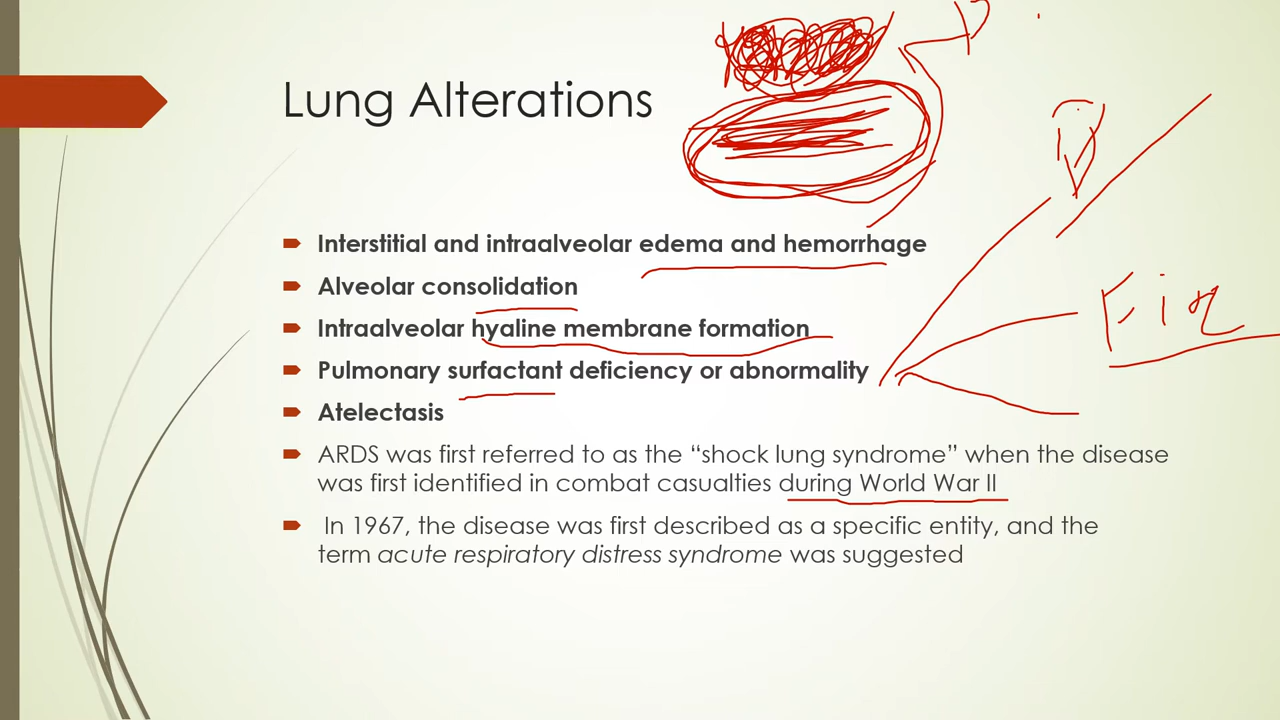 Lung Alterations
Interstitial and intraalveolar edema and hemorrhage
Alveolar consolidation
Intraalveolar hyaline membrane formation
Pulmonary surfactant deficiency or abnormality
Atelectasis
ARDS was first referred to as the “shock lung syndrome” when the disease
was first identified in combat casualties during World War II
In 1967, the disease was first described as a specific entity, and the
term acute respiratory distress syndrome was suggested